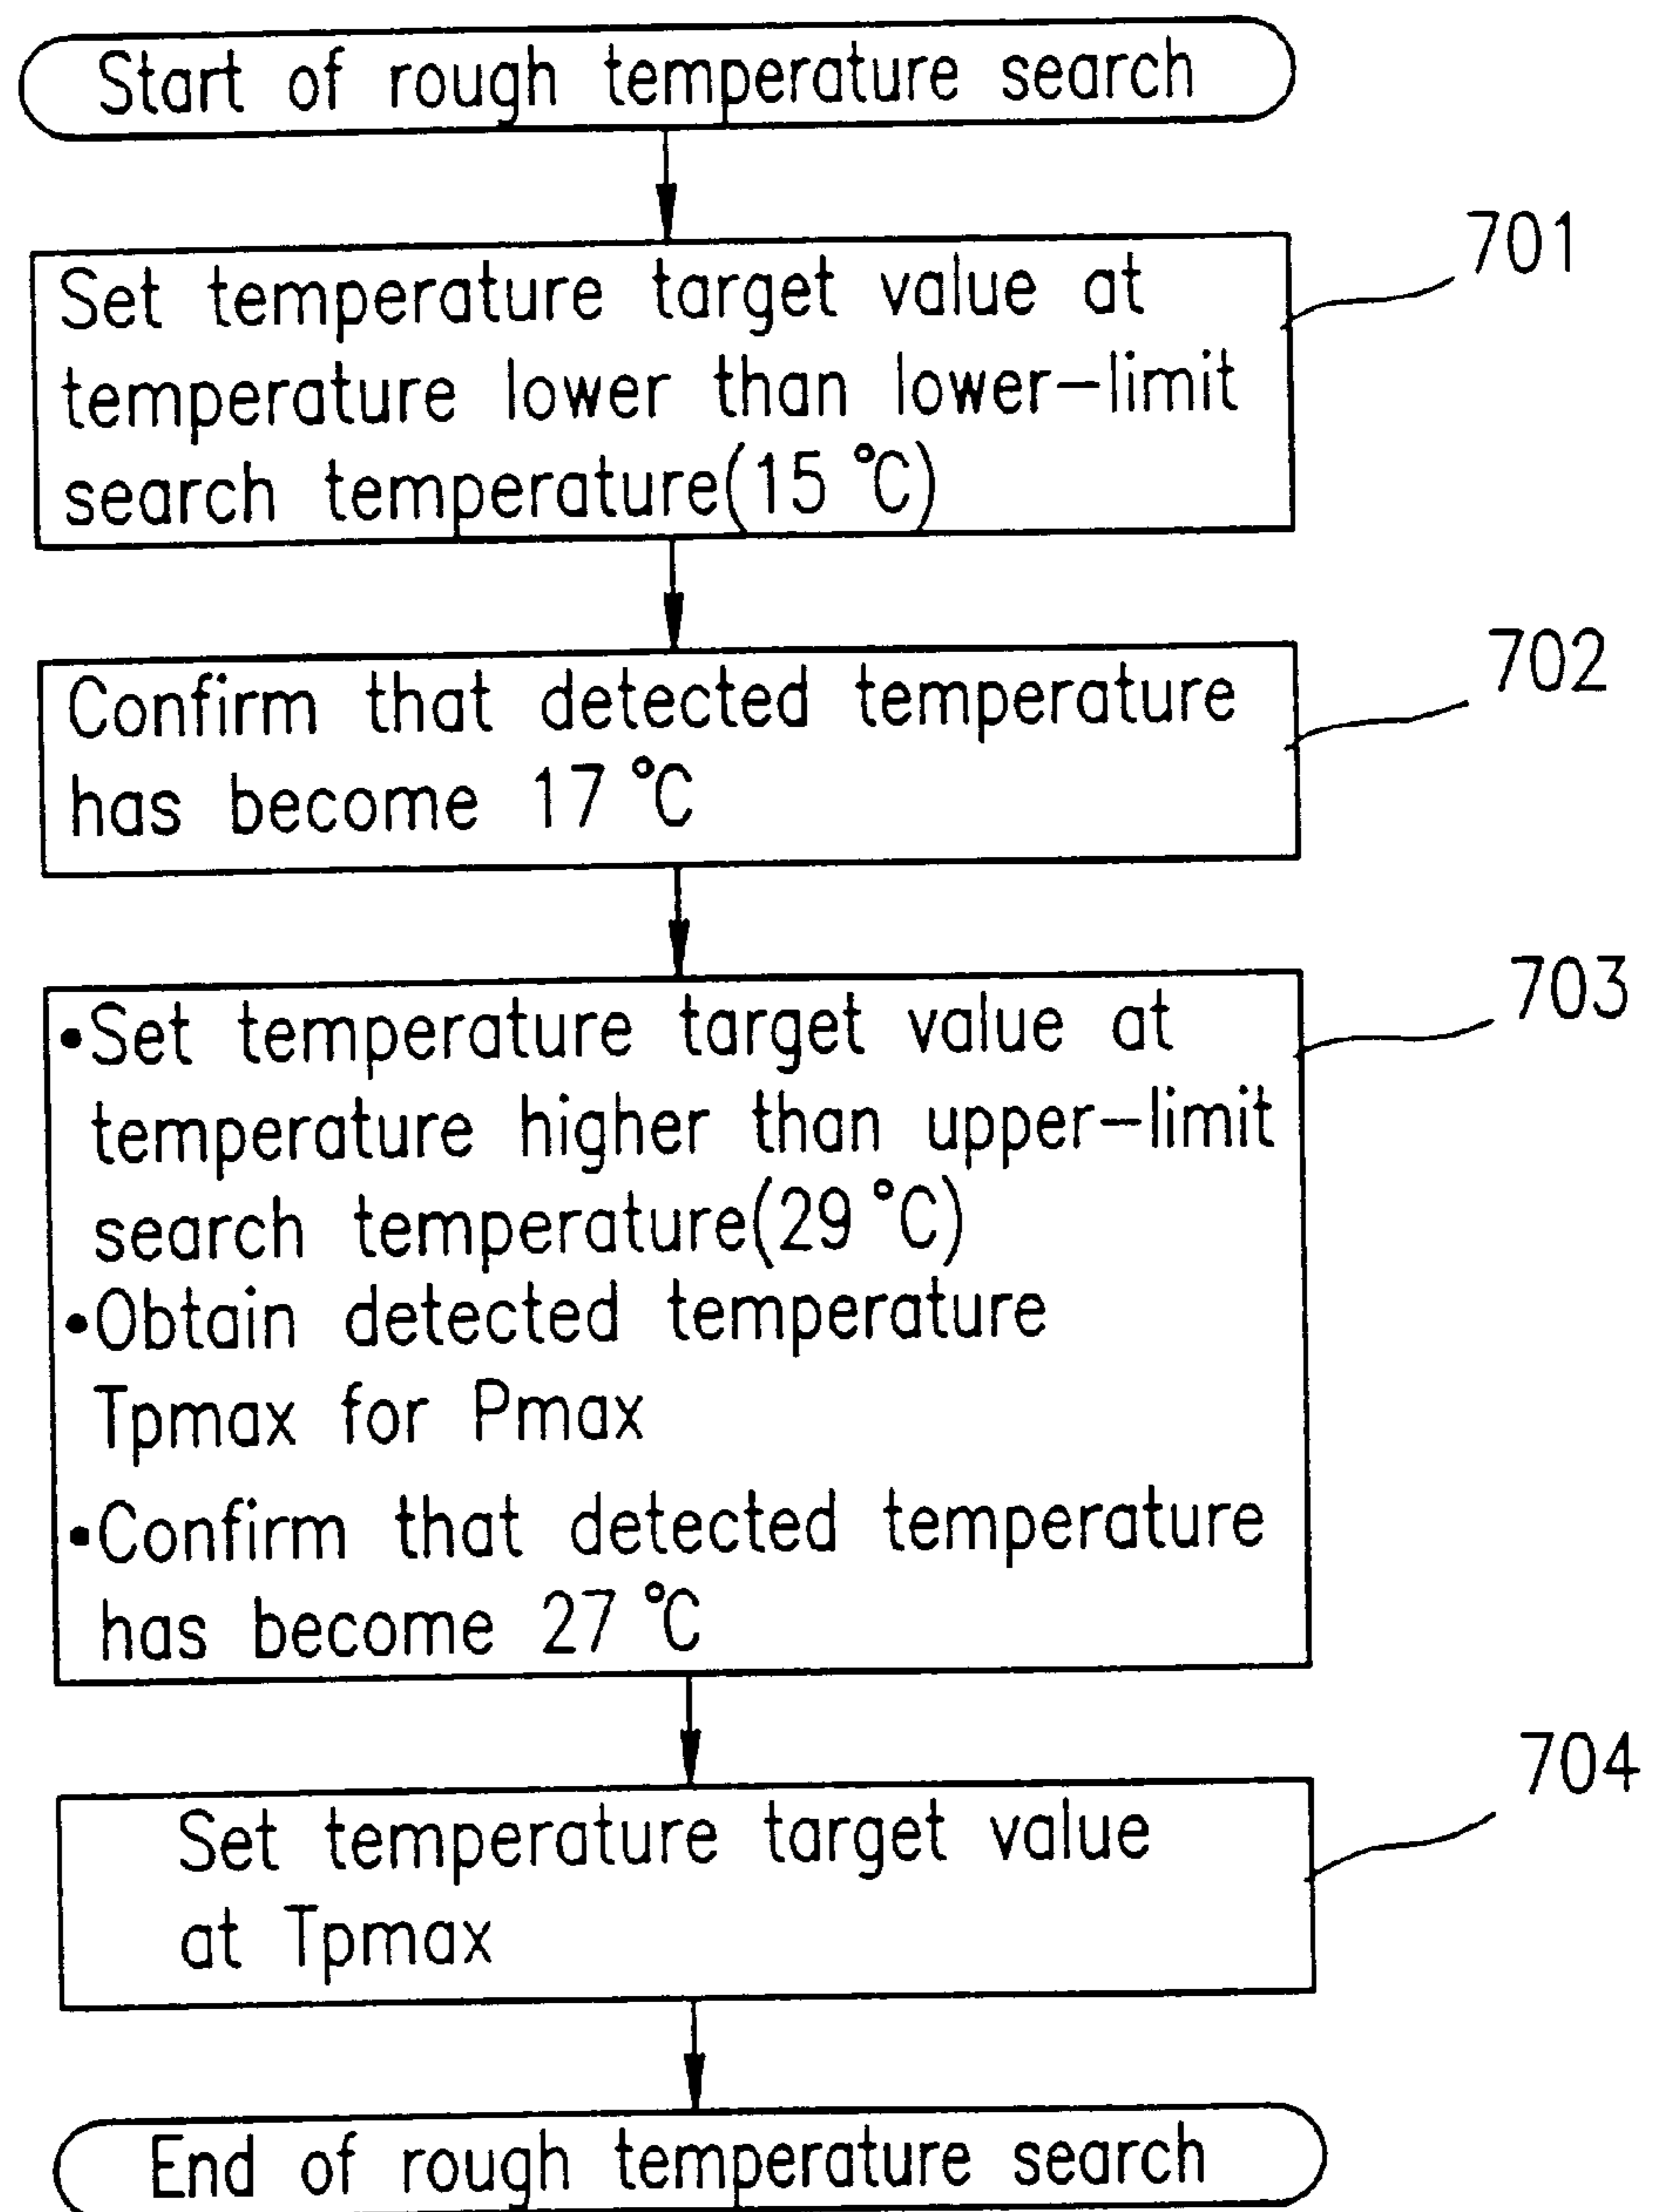 Start of rough temperature search
701
Set temperature target value at
temperature lower than lower-limit
search temperature(15 °C)
702
Confirm that detected temperature
has become 17 °C
703
•Set temperature target value at
temperature higher than upper-limit
search temperature(29 °C)
•Obtain detected temperature
Tpmax for Pmax
•Confirm that detected temperature
has become 27 °C
704
Set temperature target value
at Tpmax
End of rough temperature search